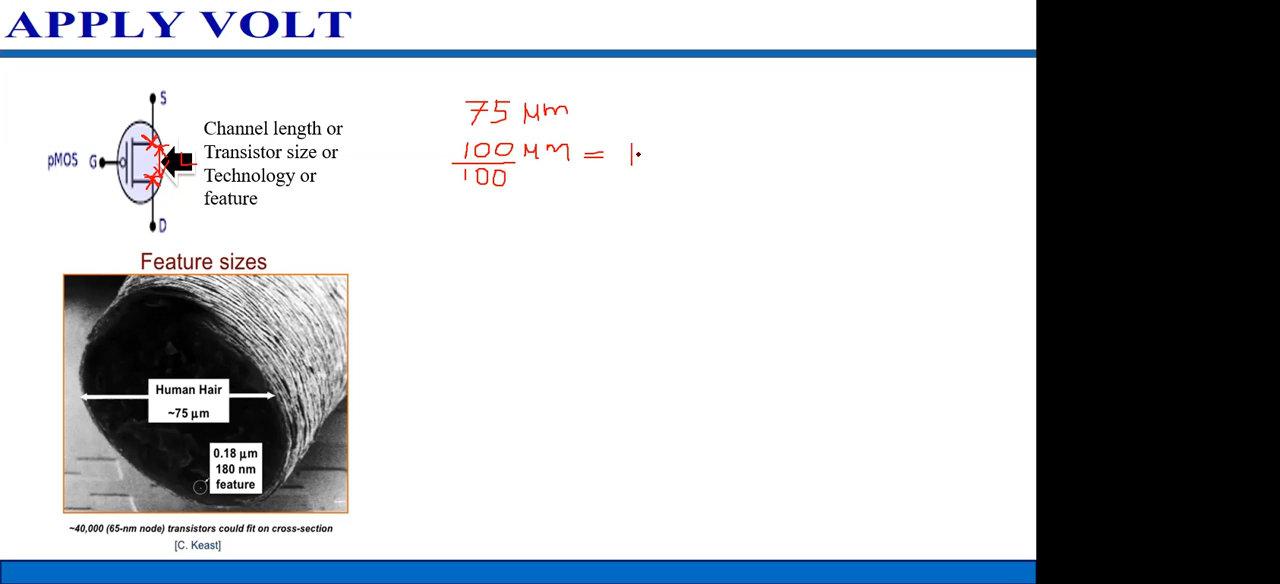 APPLY VOLT
S
pMOS G
L
D
Channel length or
Transistor size or
Technology or
feature
75 μm
100 μm = 1
100
Feature sizes
Human Hair
~75 μm
0.18 μm
180 nm
feature
~40,000 (65-nm node) transistors could fit on cross-section
[C. Keast]